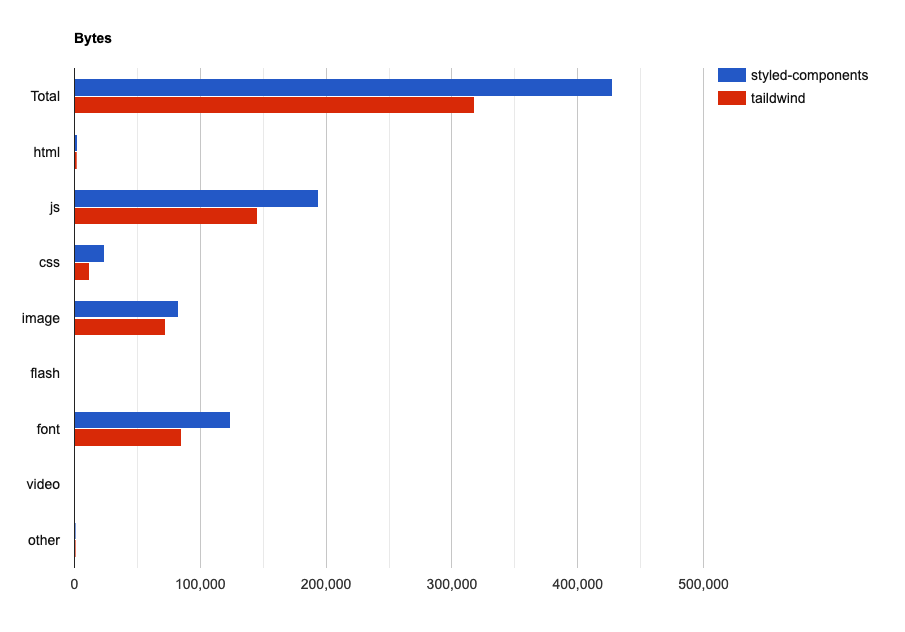 Bytes
styled-components
taildwind
Total
html
js
css
image
flash
font
video
other
0 100,000 200,000 300,000 400,000 500,000